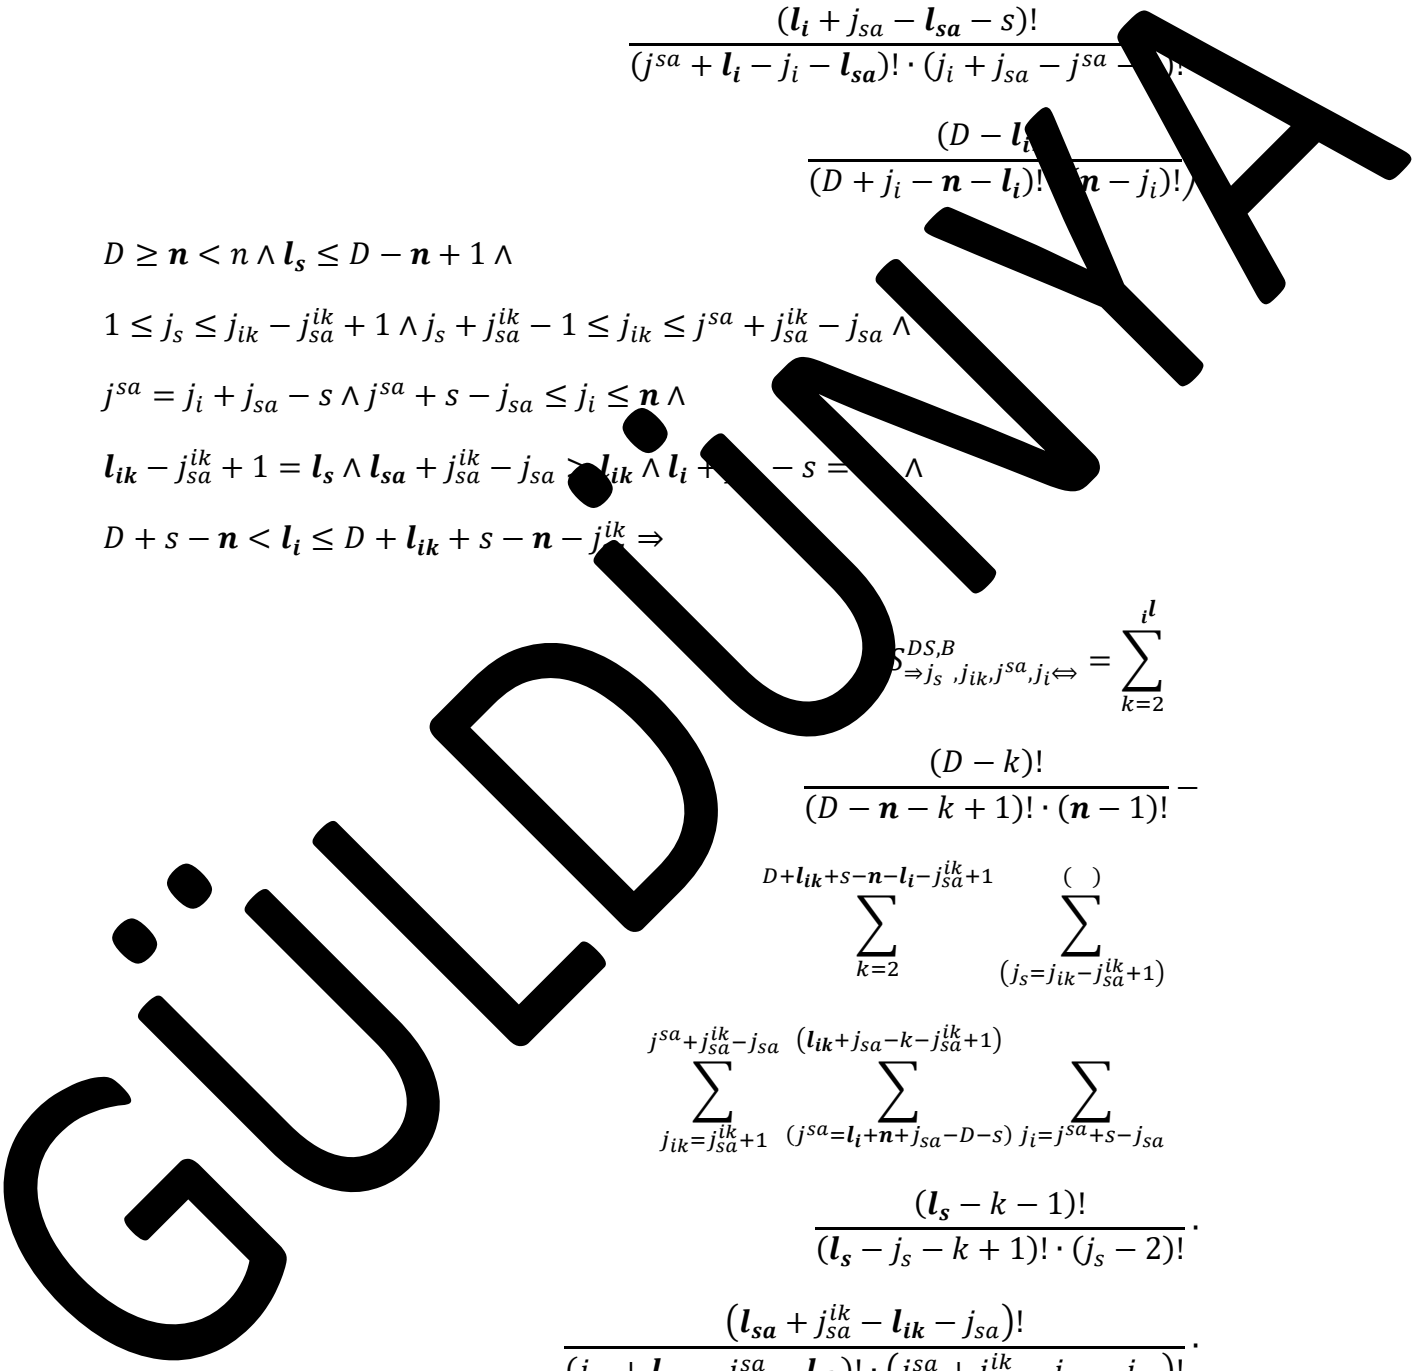 (l_i + j_sa − l_sa − s)!
(j^sa + l_i − j_i − l_sa)! · (j_i + j_sa − j^sa − )!
(D − l_i
(D + j_i − n − l_i)! (n − j_i)!)
D ≥ n < n ∧ l_s ≤ D − n + 1 ∧
1 ≤ j_s ≤ j_ik − j_sa^ik + 1 ∧ j_s + j_sa^ik − 1 ≤ j_ik ≤ j^sa + j_sa^ik − j_sa ∧
j^sa = j_i + j_sa − s ∧ j^sa + s − j_sa ≤ j_i ≤ n ∧
l_ik − j_sa^ik + 1 = l_s ∧ l_sa + j_sa^ik − j_sa > l_ik ∧ l_i + − s = ∧
D + s − n < l_i ≤ D + l_ik + s − n − j_sa^ik ⇒
S^{DS,B}_{⇒j_s ,j_ik,j^sa,j_i⇔} = ∑_{k=2}^{_i l}
(D − k)!
(D − n − k + 1)! · (n − 1)! −
∑_{k=2}^{D+l_ik+s−n−l_i−j_sa^ik+1} ∑_{(j_s=j_ik−j_sa^ik+1)}^{( )}
∑_{j_ik=j_sa^ik+1}^{j^sa+j_sa^ik−j_sa} ∑_{(j^sa=l_i+n+j_sa−D−s)}^{(l_ik+j_sa−k−j_sa^ik+1)} ∑_{j_i=j^sa+s−j_sa}
(l_s − k − 1)!
(l_s − j_s − k + 1)! · (j_s − 2)! ·
(l_sa + j_sa^ik − l_ik − j_sa)! ·
GÜLDÜNYA